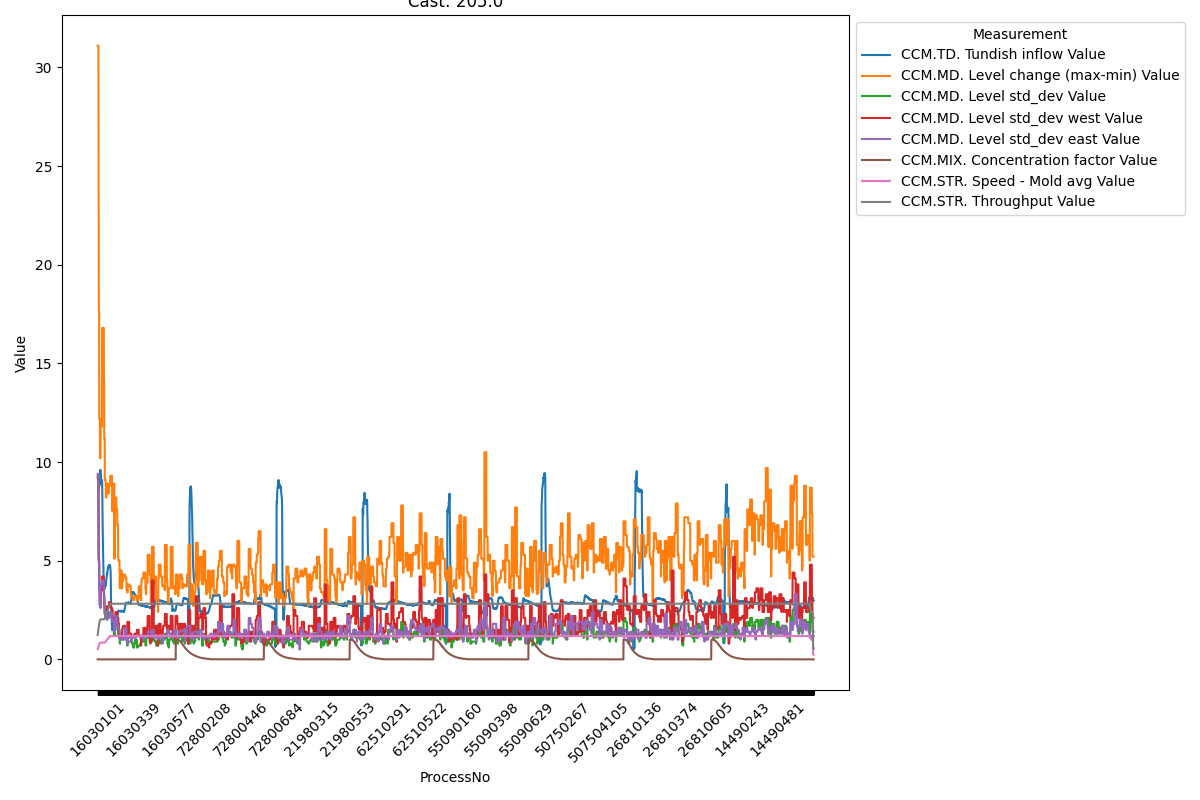 Cast: 205.0
Measurement
CCM.TD. Tundish inflow Value
CCM.MD. Level change (max-min) Value
CCM.MD. Level std_dev Value
CCM.MD. Level std_dev west Value
CCM.MD. Level std_dev east Value
CCM.MIX. Concentration factor Value
CCM.STR. Speed - Mold avg Value
CCM.STR. Throughput Value
Value
30
25
20
15
10
5
0
16030101
16030339
16030577
72800208
72800446
72800684
21980315
21980553
62510291
62510522
55090160
55090398
55090629
50750267
507504105
26810136
26810374
26810605
14490243
14490481
ProcessNo